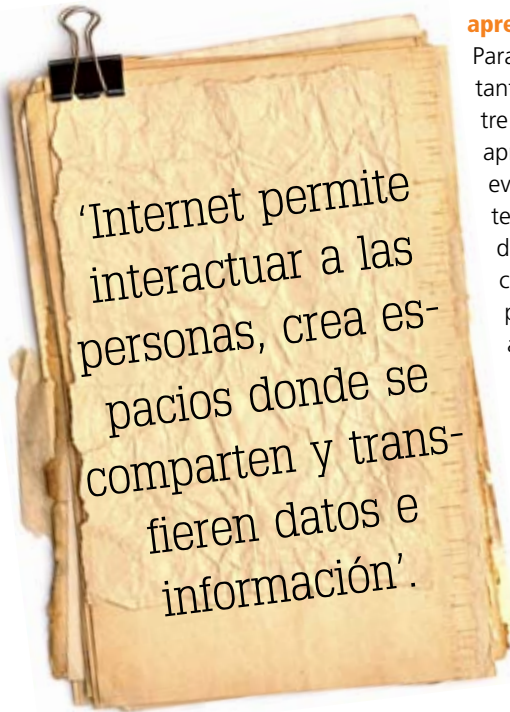 ‘Internet permite
interactuar a las
personas, crea es-
pacios donde se
comparten y trans-
fieren datos e
información’.